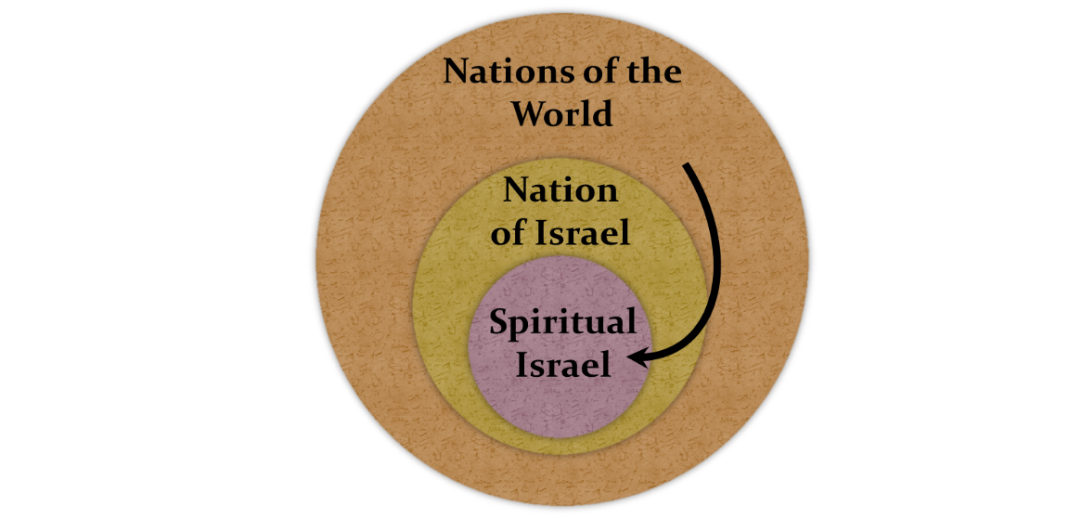 Nations of the
World
Nation
of Israel
Spiritual
Israel